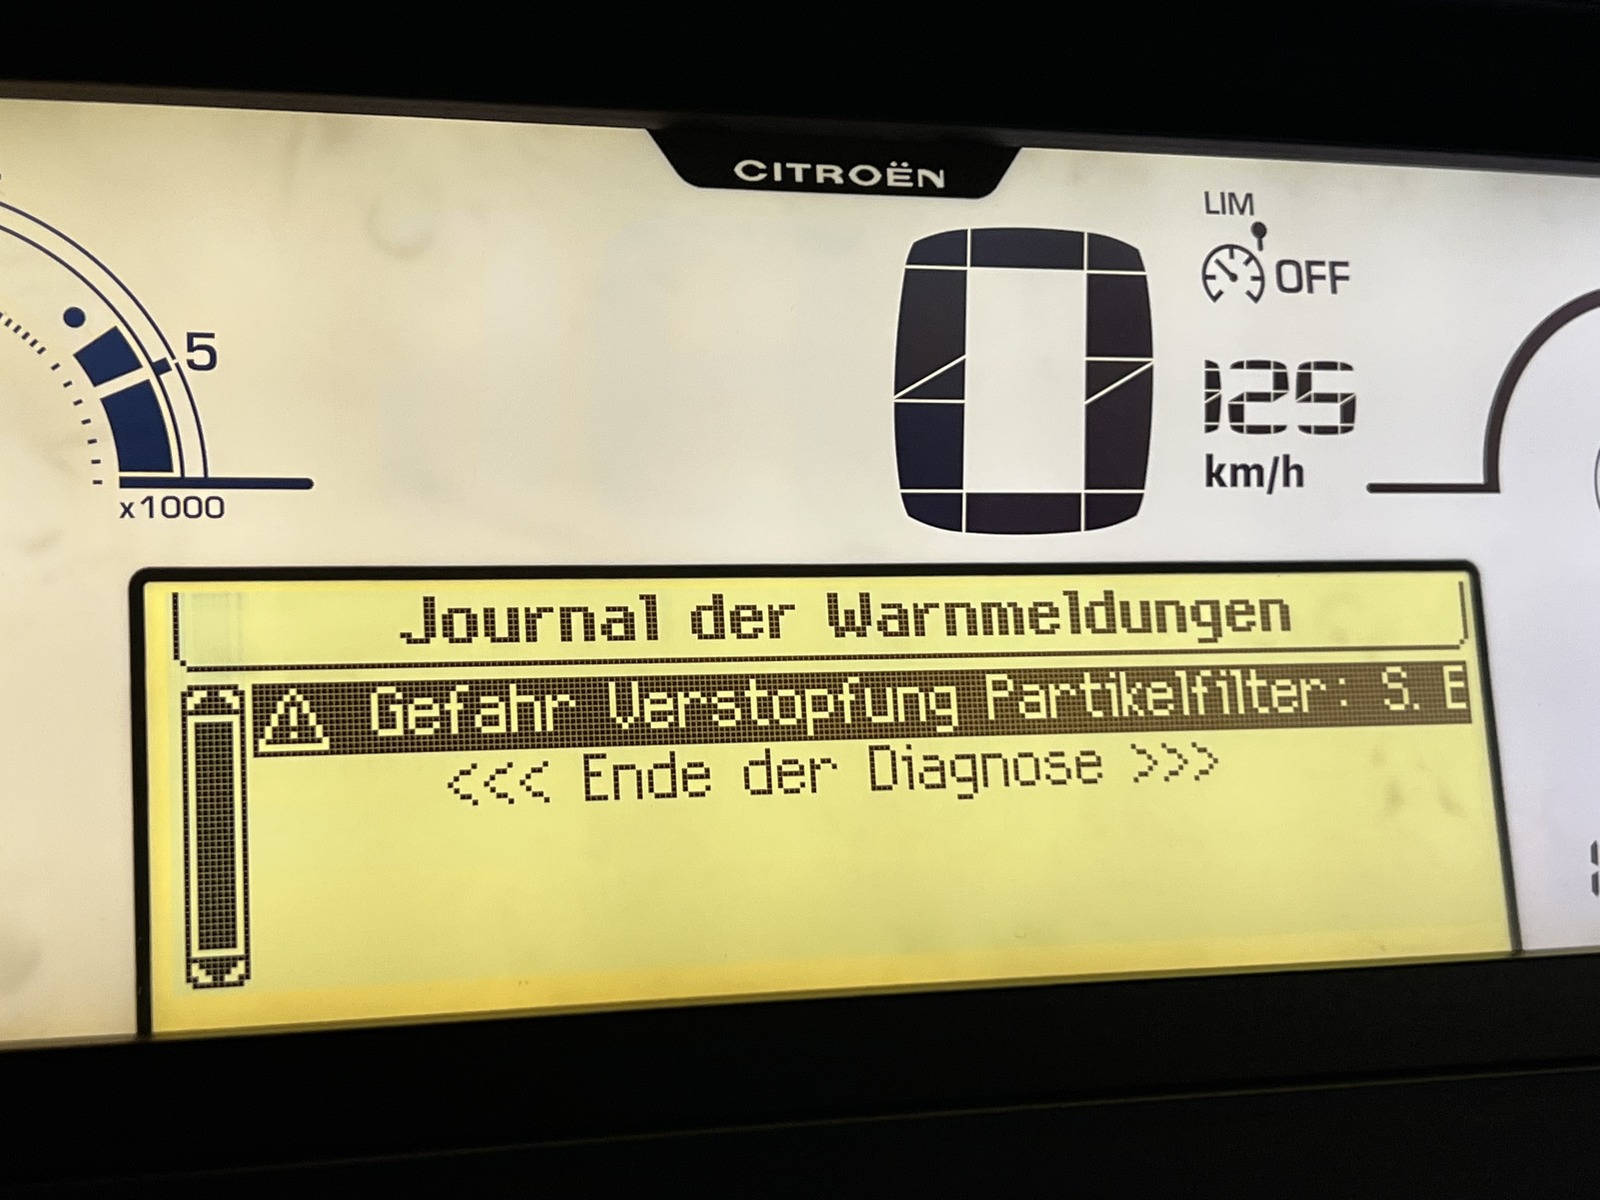 CITROËN
LIM
OFF
5
0
125
x1000
km/h
Journal der Warnmeldungen
Gefahr Verstopfung Partikelfilter: S. E
<<< Ende der Diagnose >>>